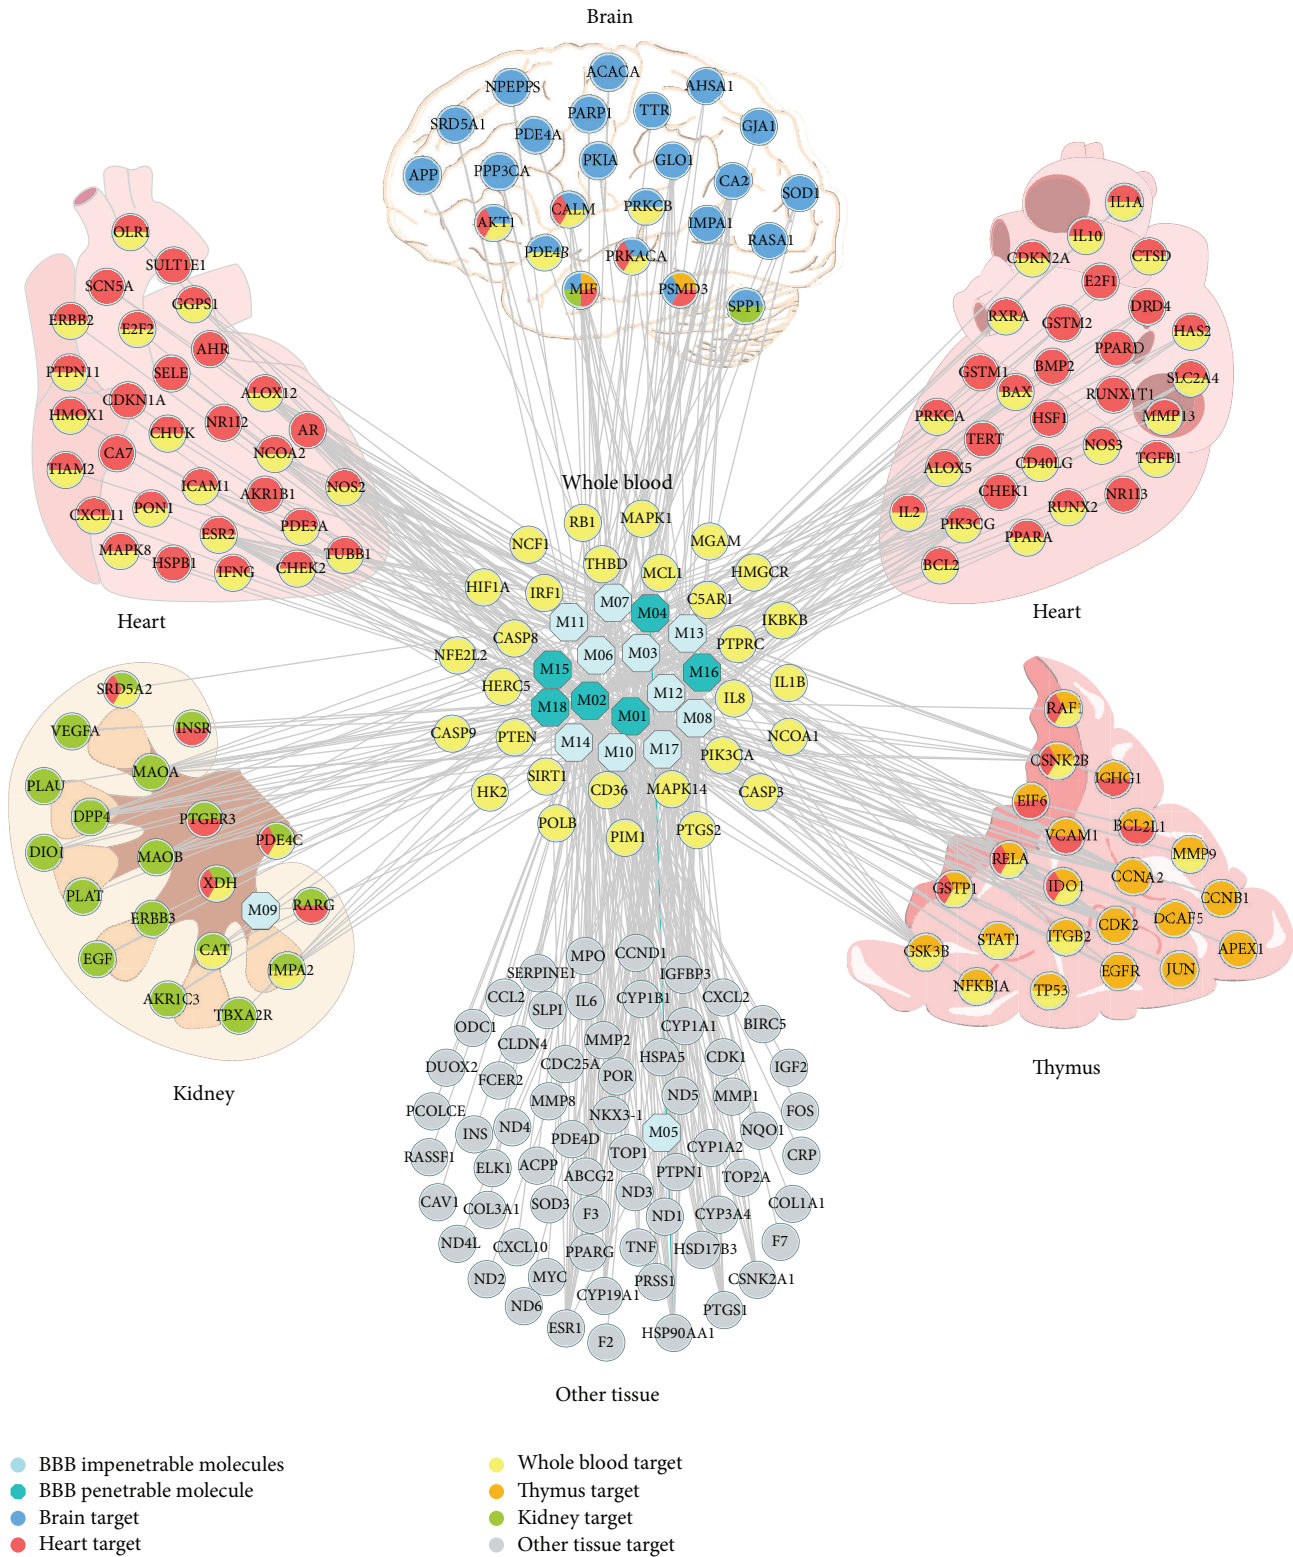 Brain
NPEPPS
ACACA
AHSA1
SRD5A1
PDE4A
PARP1
TTR
GJA1
APP
PPP3CA
PKIA
GLO1
CA2
SOD1
AKT1
CALM
PRKCB
IMPA1
RASA1
PDE4B
PRKACA
MIF
PSMD3
SPP1
OLR1
SULT1E1
SCN5A
GGPS1
ERBB2
E2F2
AHR
PTPN11
SELE
ALOX12
CDKN1A
HMOX1
CHUK
NR1I2
AR
CA7
NCOA2
TIAM2
ICAM1
AKR1B1
NOS2
CXCL11
PON1
ESR2
PDE3A
MAPK8
HSPB1
IFNG
CHEK2
TUBB1
Heart
IL1A
IL10
CDKN2A
CTSD
E2F1
DRD4
RXRA
GSTM2
HAS2
PPARD
GSTM1
BMP2
BAX
SLC2A4
RUNX1T1
PRKCA
HSF1
MMP13
TERT
NOS3
ALOX5
CD40LG
TGFB1
CHEK1
NR1I3
IL2
PIK3CG
RUNX2
PPARA
BCL2
Heart
Whole blood
RB1
MAPK1
NCF1
MGAM
THBD
MCL1
HMGCR
HIF1A
IRF1
C5AR1
IKBKB
CASP8
PTPRC
NFE2L2
HERC5
IL8
IL1B
CASP9
PTEN
PIK3CA
NCOA1
HK2
SIRT1
CD36
MAPK14
CASP3
POLB
PIM1
PTGS2
M07
M04
M11
M13
M06
M03
M15
M16
M12
M18
M02
M01
M08
M14
M10
M17
SRD5A2
VEGFA
INSR
MAOA
PLAU
DPP4
PTGER3
PDE4C
DIO1
MAOB
PLAT
XDH
M09
RARG
ERBB3
EGF
CAT
IMPA2
AKR1C3
TBXA2R
Kidney
RAF1
CSNK2B
IGHG1
EIF6
VCAM1
BCL2L1
RELA
MMP9
GSTP1
IDO1
CCNA2
CCNB1
STAT1
ITGB2
CDK2
DCAF5
GSK3B
APEX1
NFKBIA
TP53
EGFR
JUN
Thymus
SERPINE1
MPO
CCND1
IGFBP3
CCL2
SLPI
IL6
CYP1B1
CXCL2
ODC1
CLDN4
MMP2
CYP1A1
BIRC5
DUOX2
FCER2
CDC25A
POR
HSPA5
CDK1
IGF2
PCOLCE
MMP8
NKX3-1
ND5
MMP1
FOS
INS
ND4
PDE4D
M05
NQO1
RASSF1
ELK1
ACPP
TOP1
CYP1A2
CRP
ABCG2
PTPN1
TOP2A
CAV1
COL3A1
SOD3
F3
ND3
ND1
CYP3A4
COL1A1
ND4L
CXCL10
PPARG
TNF
HSD17B3
F7
ND2
MYC
CYP19A1
PRSS1
CSNK2A1
ND6
ESR1
F2
HSP90AA1
PTGS1
Other tissue
BBB impenetrable molecules
BBB penetrable molecule
Brain target
Heart target
Whole blood target
Thymus target
Kidney target
Other tissue target